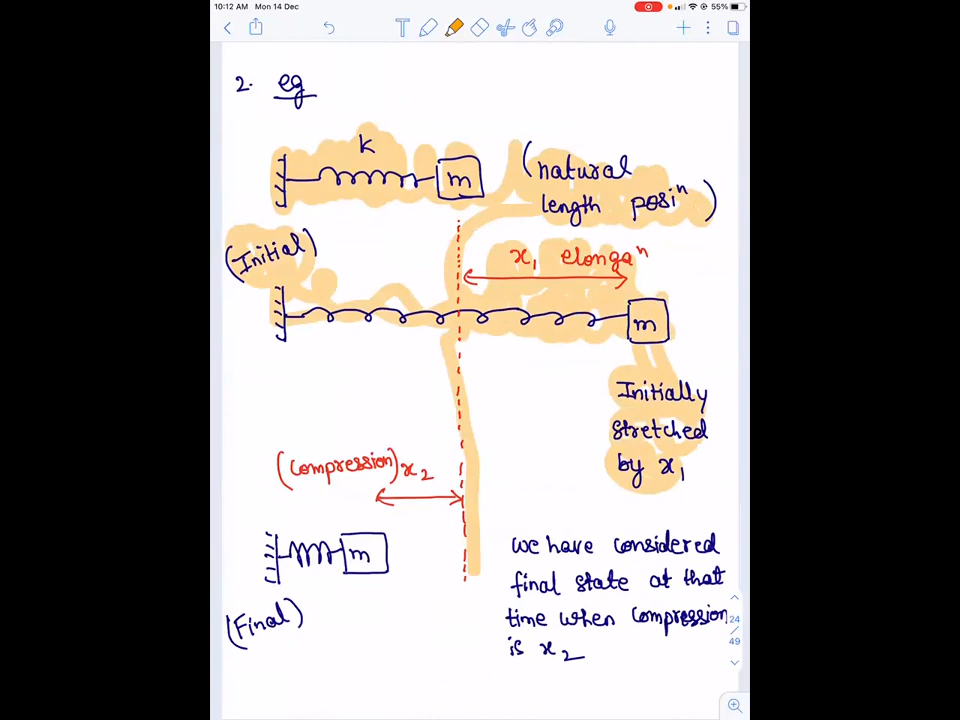 10:12 AM Mon 14 Dec
55%
2. eg
k
m
(natural
length posiⁿ)
(Initial)
x₁ elongaⁿ
m
Initially
stretched
by x₁
(compression) x₂
m
we have considered
final state at that
time when compression
is x₂
(Final)
24
/
49